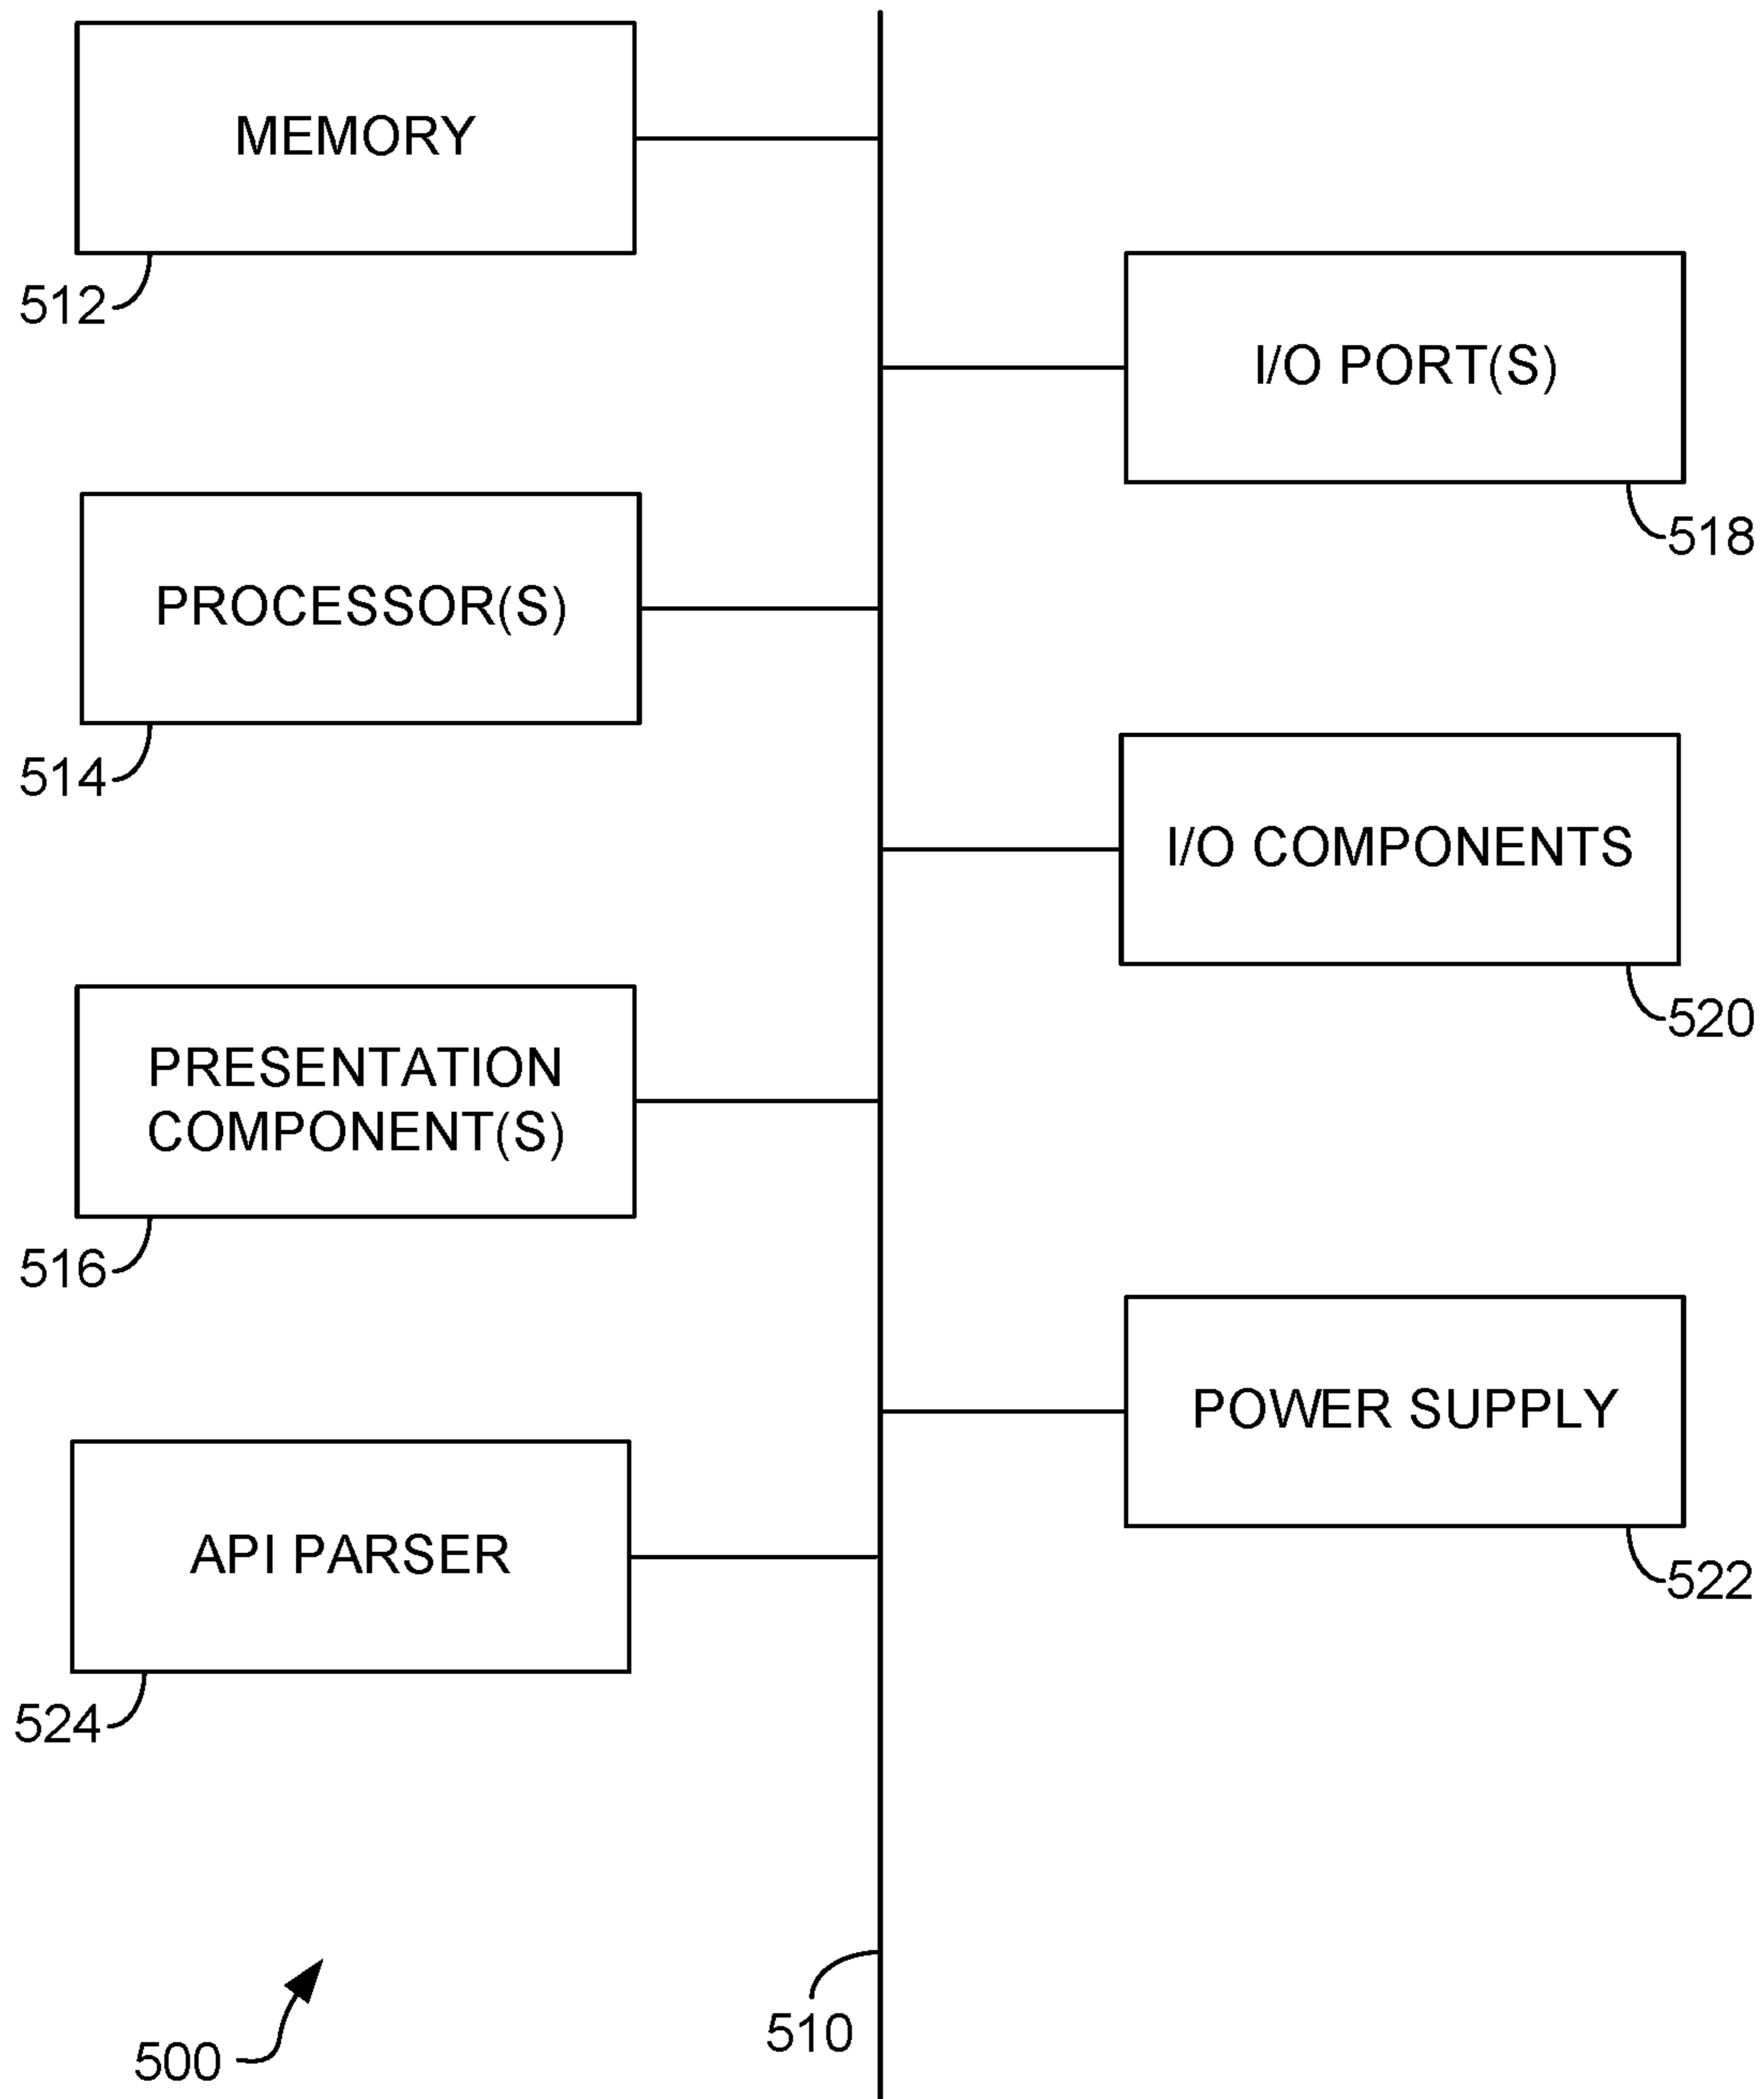 MEMORY
512
I/O PORT(S)
518
PROCESSOR(S)
514
I/O COMPONENTS
520
PRESENTATION
COMPONENT(S)
516
POWER SUPPLY
522
API PARSER
524
510
500